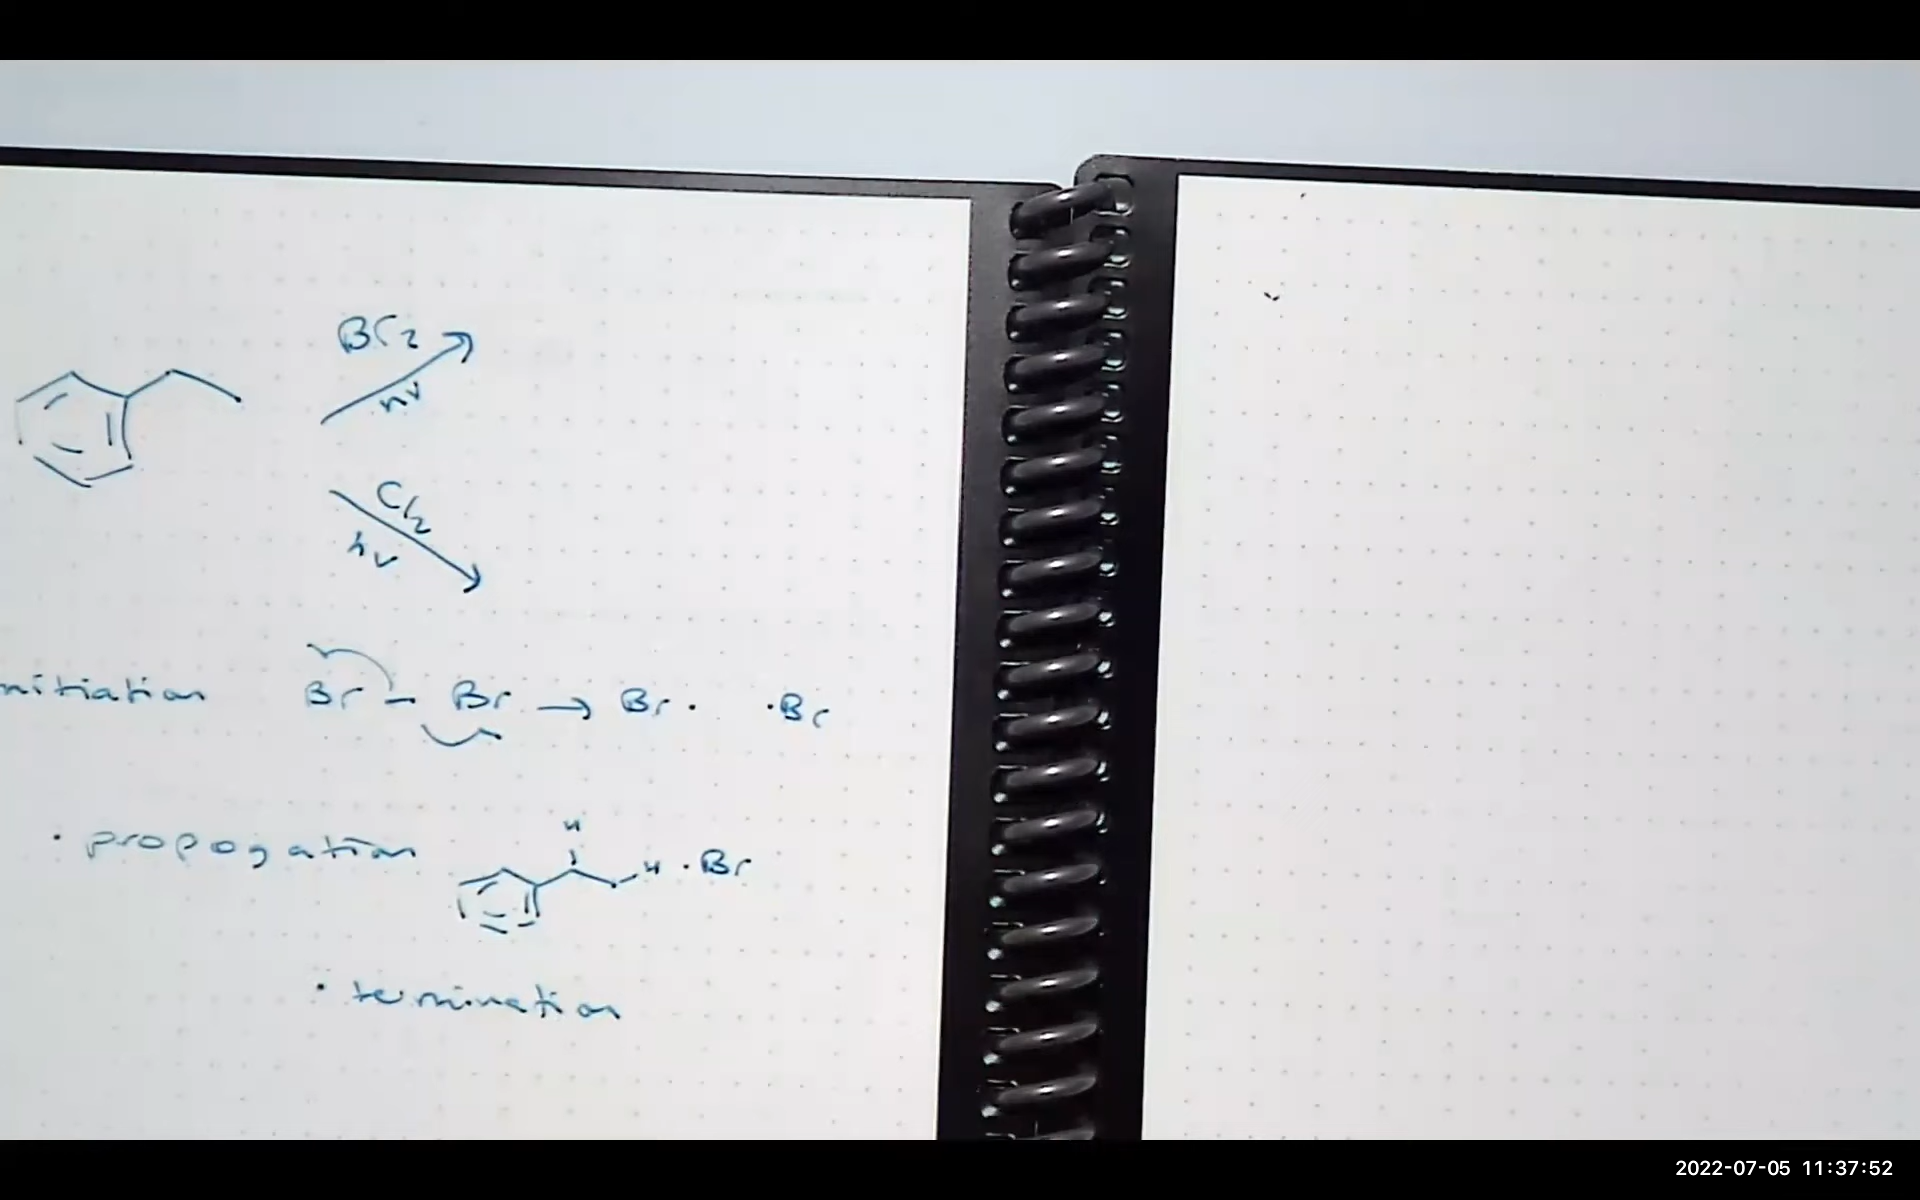 Br2
hν
Cl2
hν
nitiation Br - Br → Br · · Br
· propogation H H · Br
· termination
2022-07-05 11:37:52